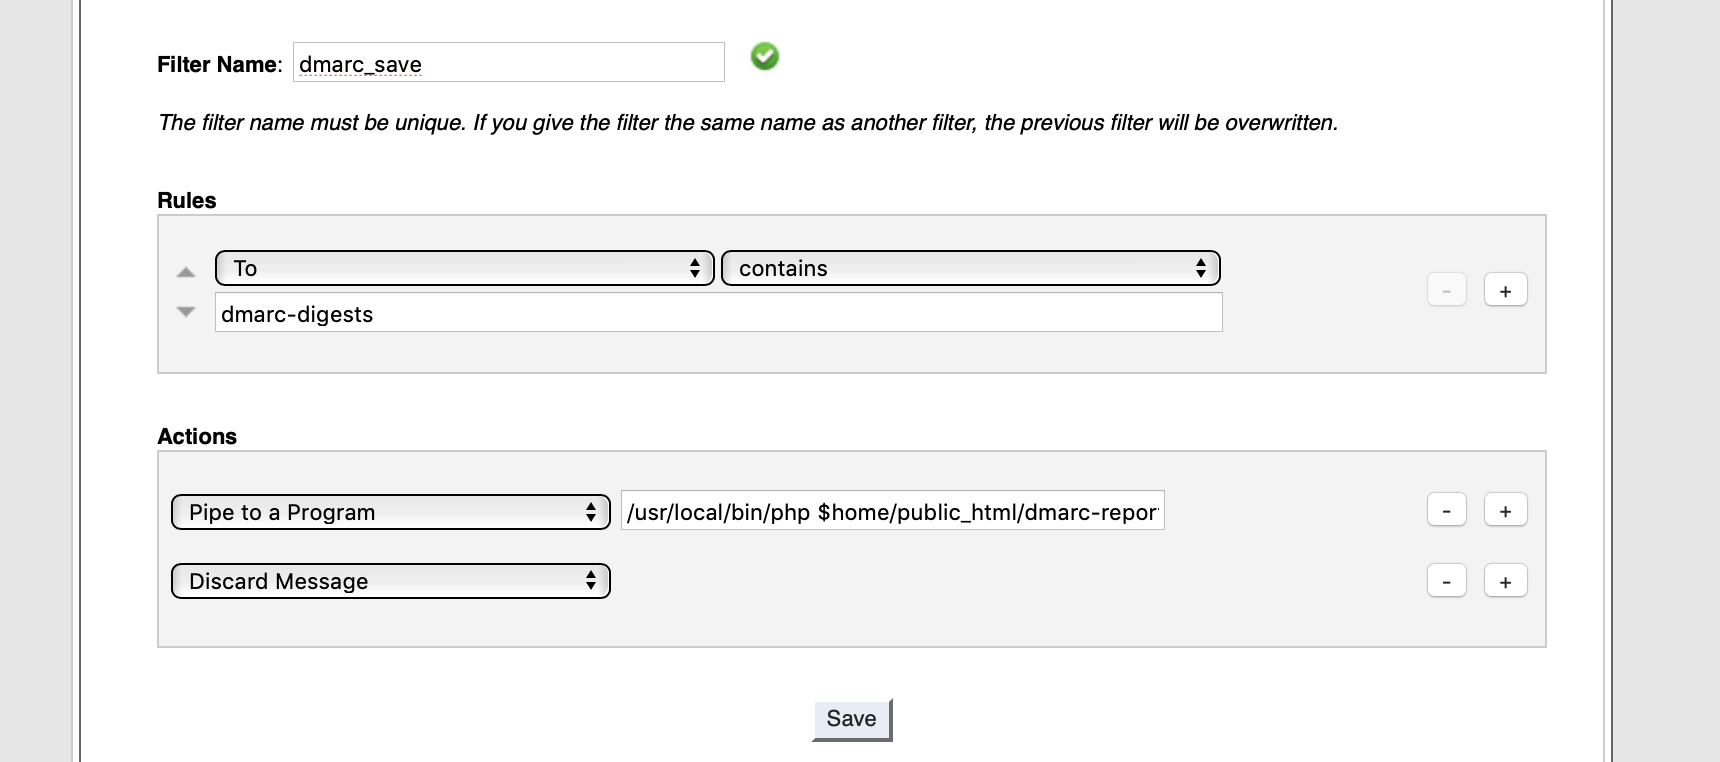 Filter Name: dmarc_save
The filter name must be unique. If you give the filter the same name as another filter, the previous filter will be overwritten.
Rules
To contains
dmarc-digests
- +
Actions
Pipe to a Program /usr/local/bin/php $home/public_html/dmarc-repor
- +
Discard Message
- +
Save